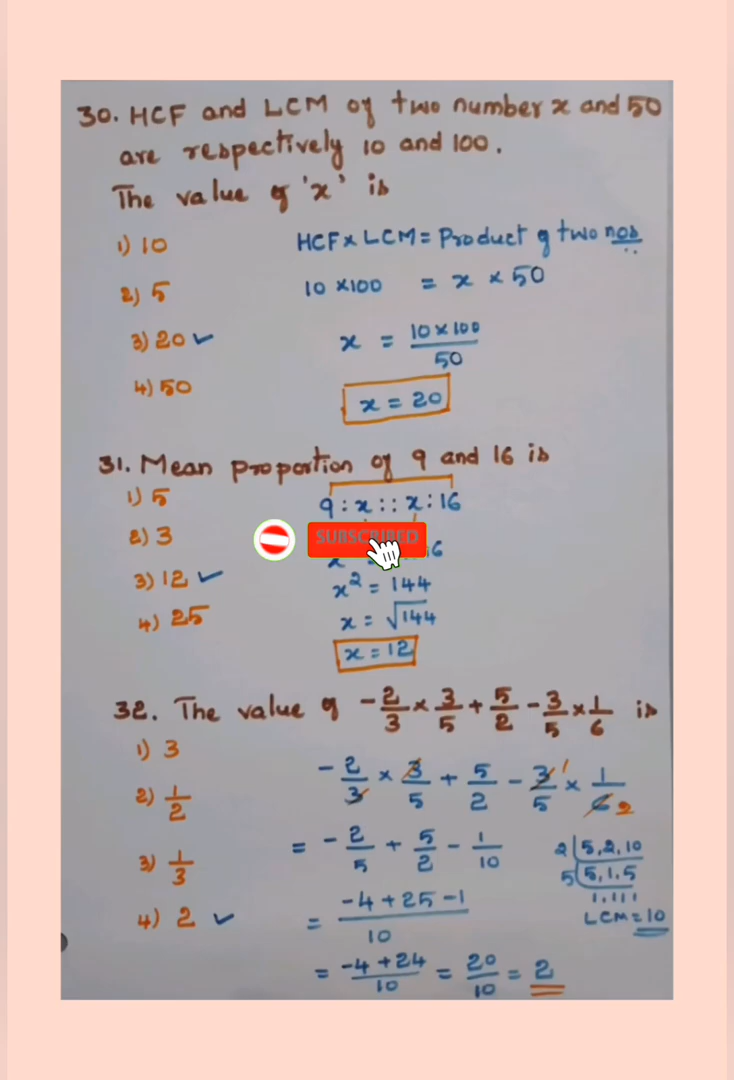 30. HCF and LCM of two number x and 50
are respectively 10 and 100.
The value of 'x' is
1) 10
HCF x LCM = Product of two nos
2) 5
10 x 100 = x x 50
3) 20 ✓
x = 10 x 100 / 50
4) 50
x = 20
31. Mean proportion of 9 and 16 is
1) 5
9 : x :: x : 16
2) 3
SUBSCRIBED
3) 12 ✓
x² = 144
4) 25
x = √144
x = 12
32. The value of -2/3 x 3/5 + 5/2 - 3/5 x 1/6 is
1) 3
-2/3 x 3/5 + 5/2 - 3/5 x 1/6 1 2
2) 1/2
= -2/5 + 5/2 - 1/10
2 | 5, 2, 10
3) 1/3
5 | 5, 1, 5
1, 1, 1
4) 2 ✓
= -4 + 25 - 1 / 10
LCM = 10
= -4 + 24 / 10 = 20/10 = 2